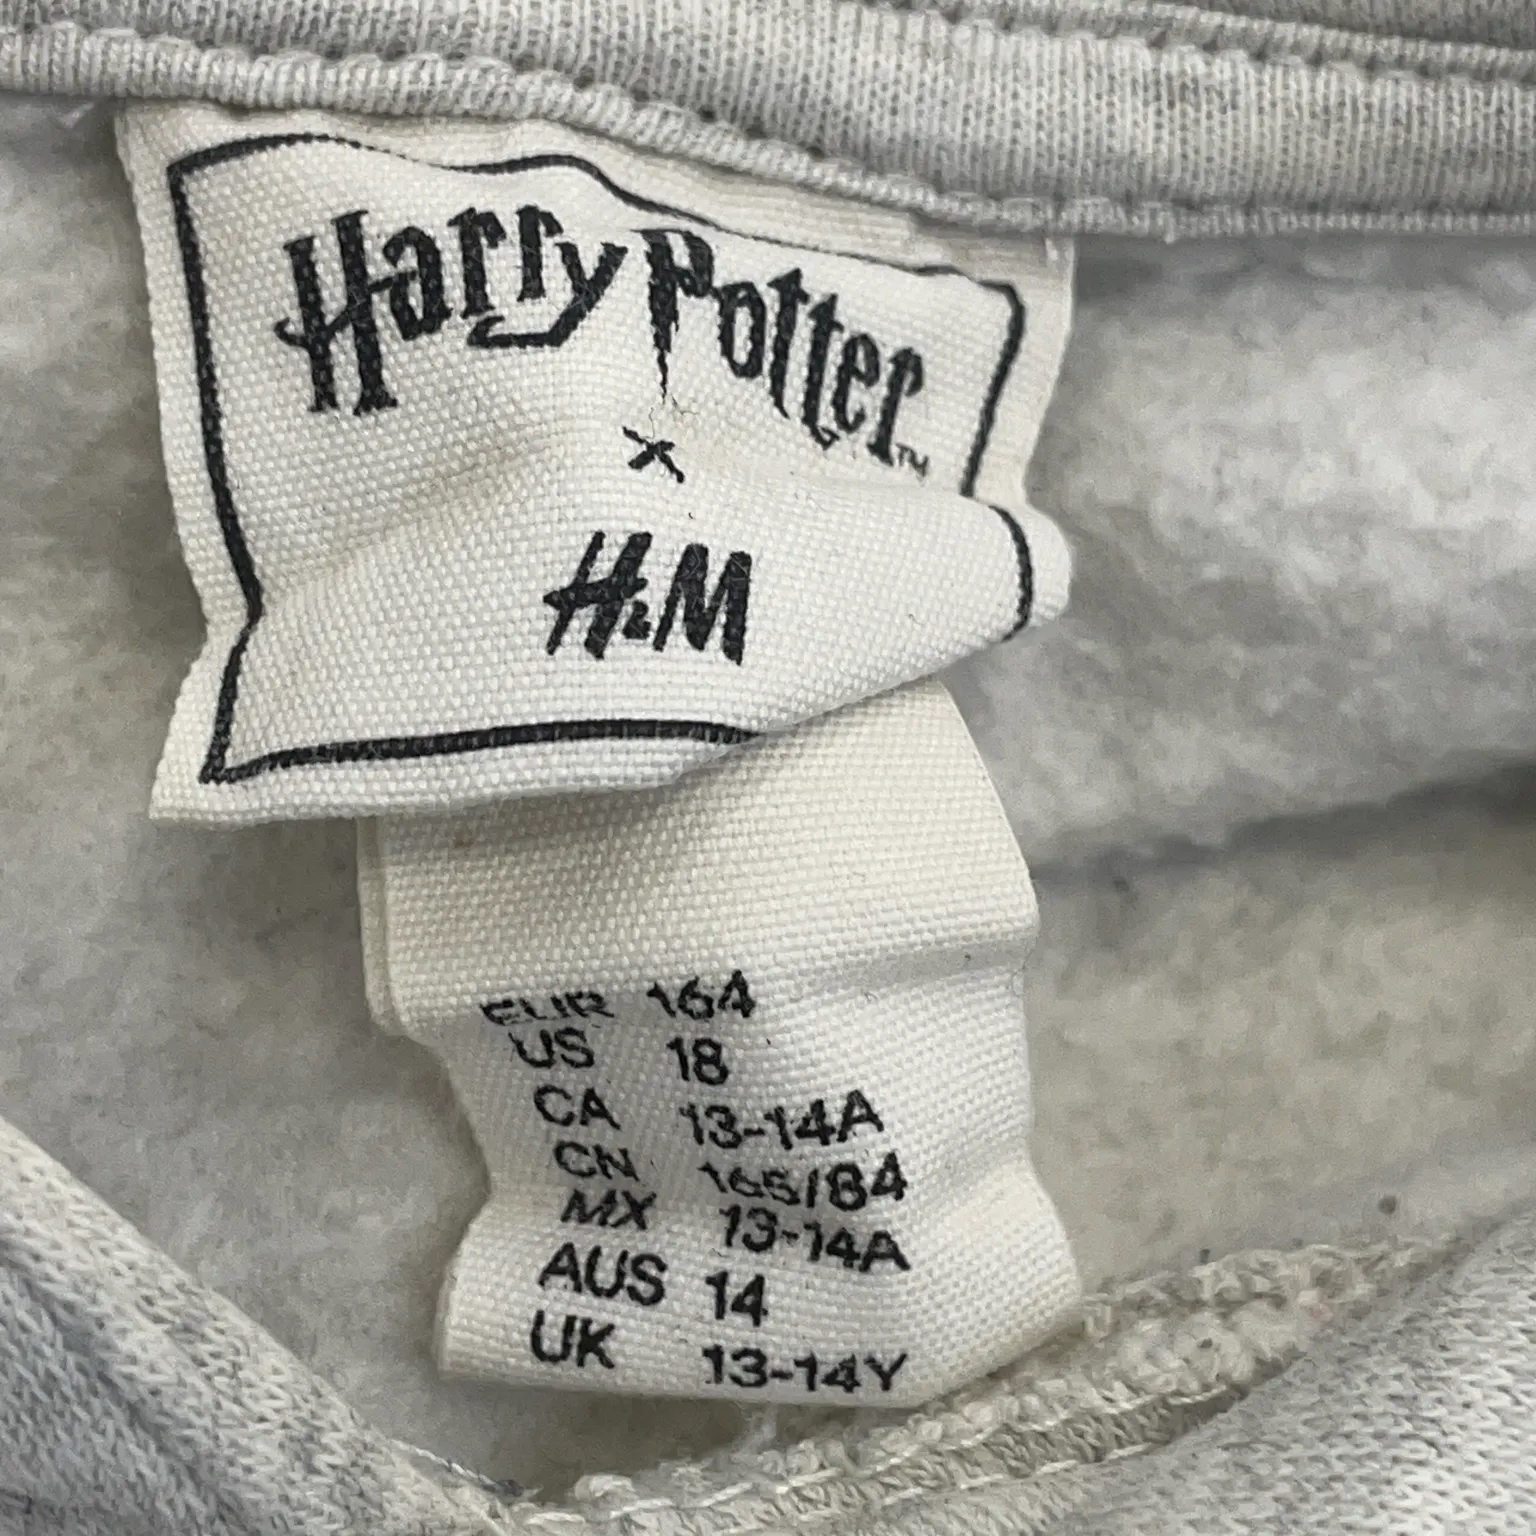 Harry Potter™
×
H&M
EUR 164
US 18
CA 13-14A
CN 165/84
MX 13-14A
AUS 14
UK 13-14Y